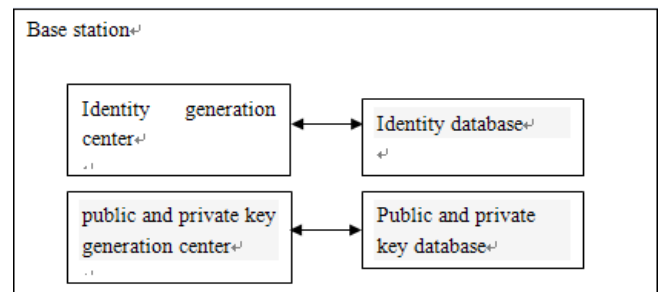 Base station
Identity generation
center
Identity database
public and private key
generation center
Public and private
key database